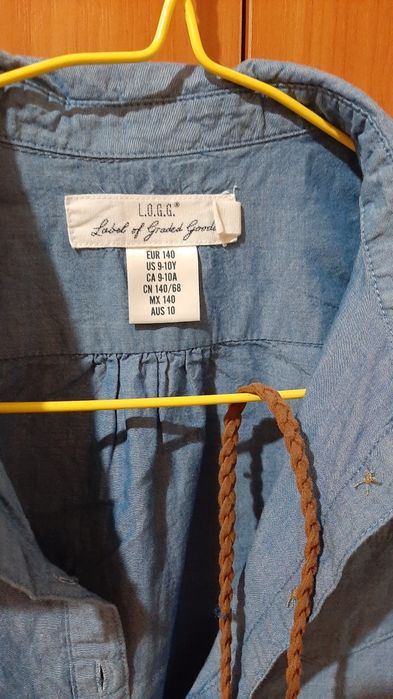 L.O.G.G.®
Label of Graded Goods
EUR 140
US 9-10Y
CA 9-10A
CN 140/68
MX 140
AUS 10